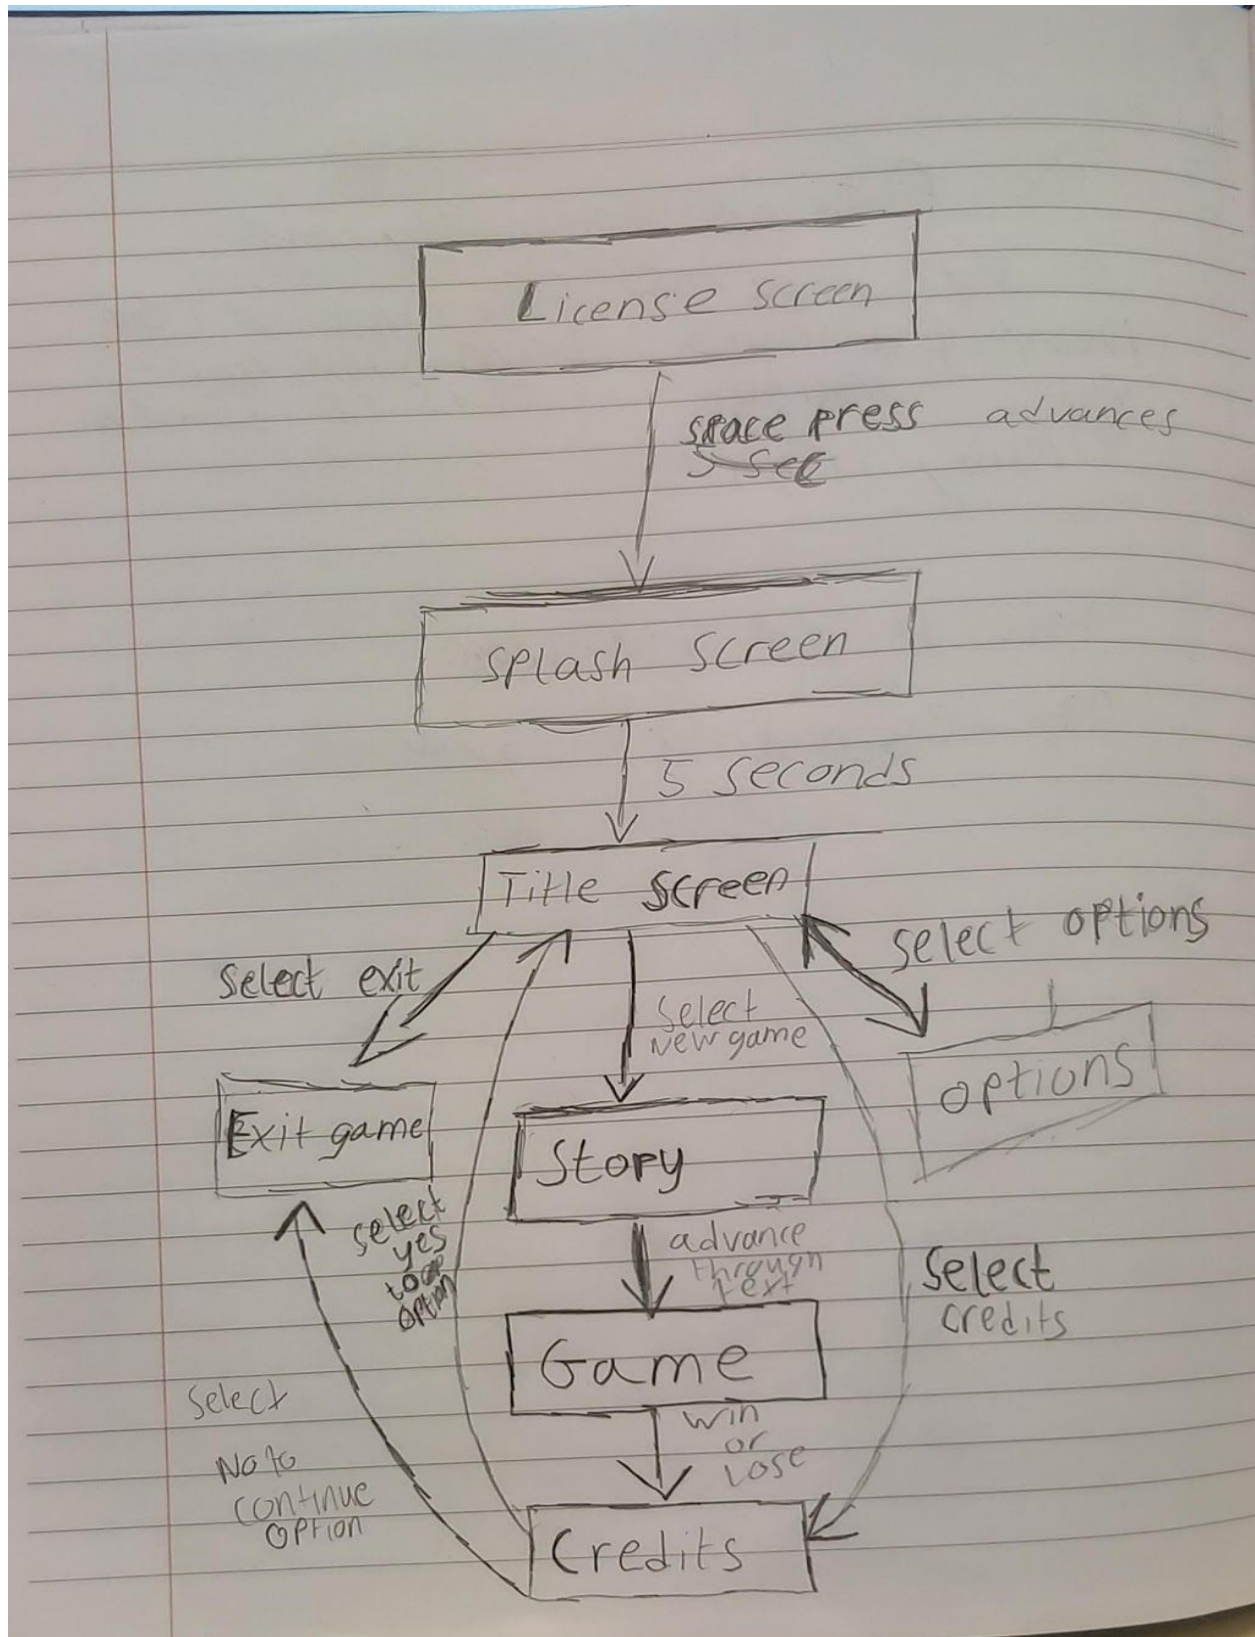 License screen
space press advances
5 sec
splash screen
5 seconds
Title screen
Select exit
select options
Select
New game
options
Exit game
Story
select
yes
to
option
advance
through
text
Select
credits
Game
Select
win
or
Lose
No to
continue
option
Credits